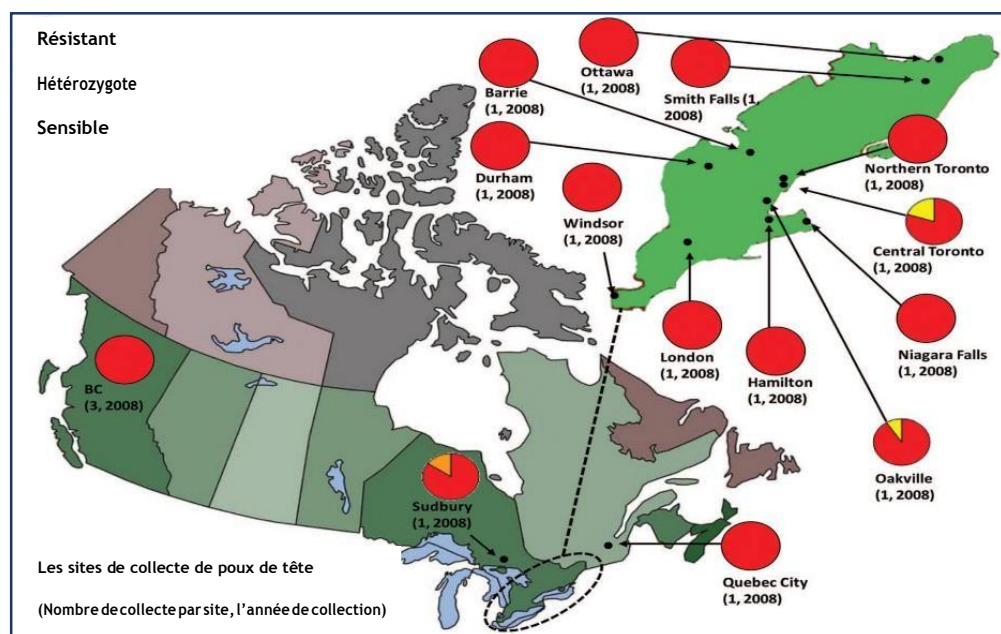 Résistant
Hétérozygote
Sensible
Ottawa
(1, 2008)
Barrie
(1, 2008)
Smith Falls (1,
2008)
Durham
(1, 2008)
Northern Toronto
(1, 2008)
Windsor
(1, 2008)
Central Toronto
(1, 2008)
London
(1, 2008)
Hamilton
(1, 2008)
Niagara Falls
(1, 2008)
BC
(3, 2008)
Oakville
(1, 2008)
Sudbury
(1, 2008)
Quebec City
(1, 2008)
Les sites de collecte de poux de tête
(Nombre de collecte par site, l’année de collection)